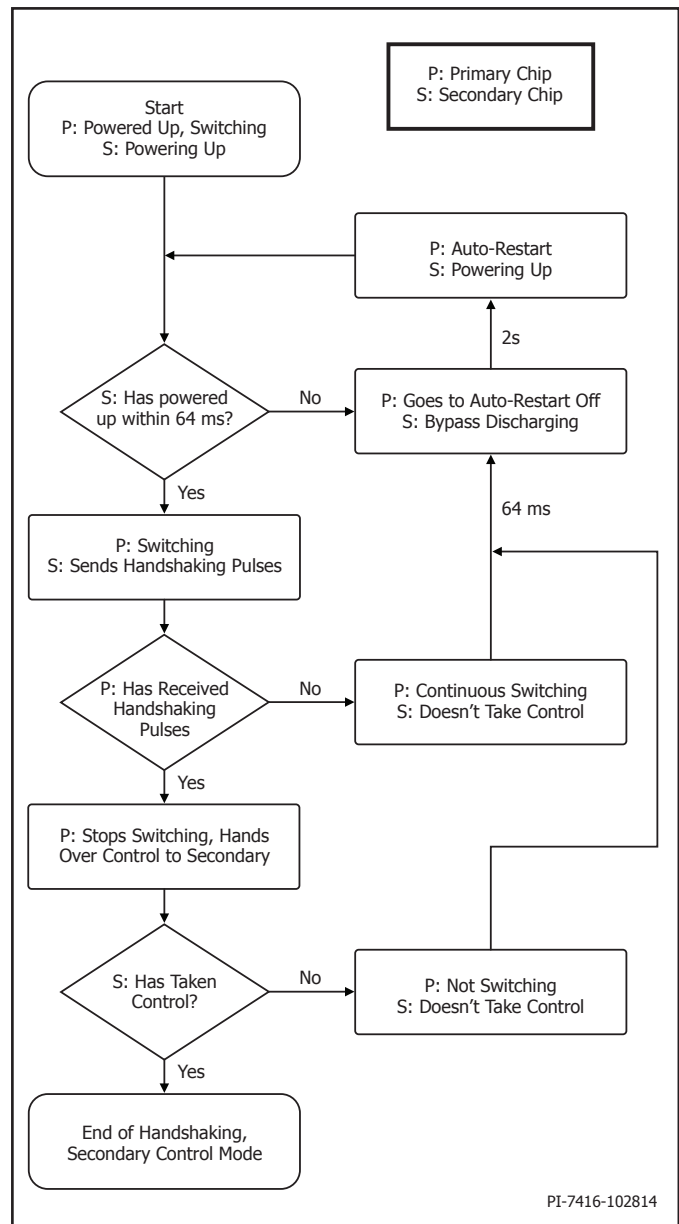 P: Primary Chip
S: Secondary Chip
Start
P: Powered Up, Switching
S: Powering Up
P: Auto-Restart
S: Powering Up
2s
S: Has powered
up within 64 ms?
No
P: Goes to Auto-Restart Off
S: Bypass Discharging
Yes
64 ms
P: Switching
S: Sends Handshaking Pulses
P: Has Received
Handshaking
Pulses
No
P: Continuous Switching
S: Doesn't Take Control
Yes
P: Stops Switching, Hands
Over Control to Secondary
S: Has Taken
Control?
No
P: Not Switching
S: Doesn't Take Control
Yes
End of Handshaking,
Secondary Control Mode
PI-7416-102814